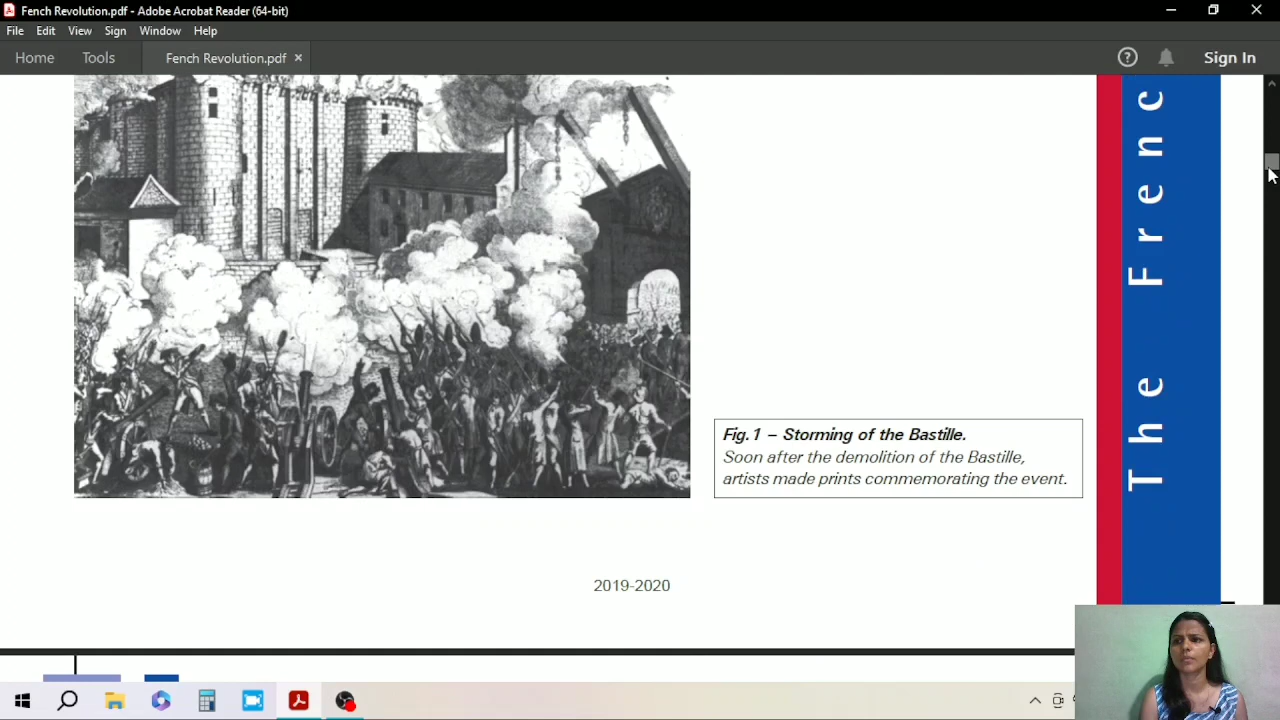 Fench Revolution.pdf - Adobe Acrobat Reader (64-bit)
File Edit View Sign Window Help
Home Tools Fench Revolution.pdf × ? Sign In
The Frenc
Fig.1 – Storming of the Bastille.
Soon after the demolition of the Bastille,
artists made prints commemorating the event.
2019-2020